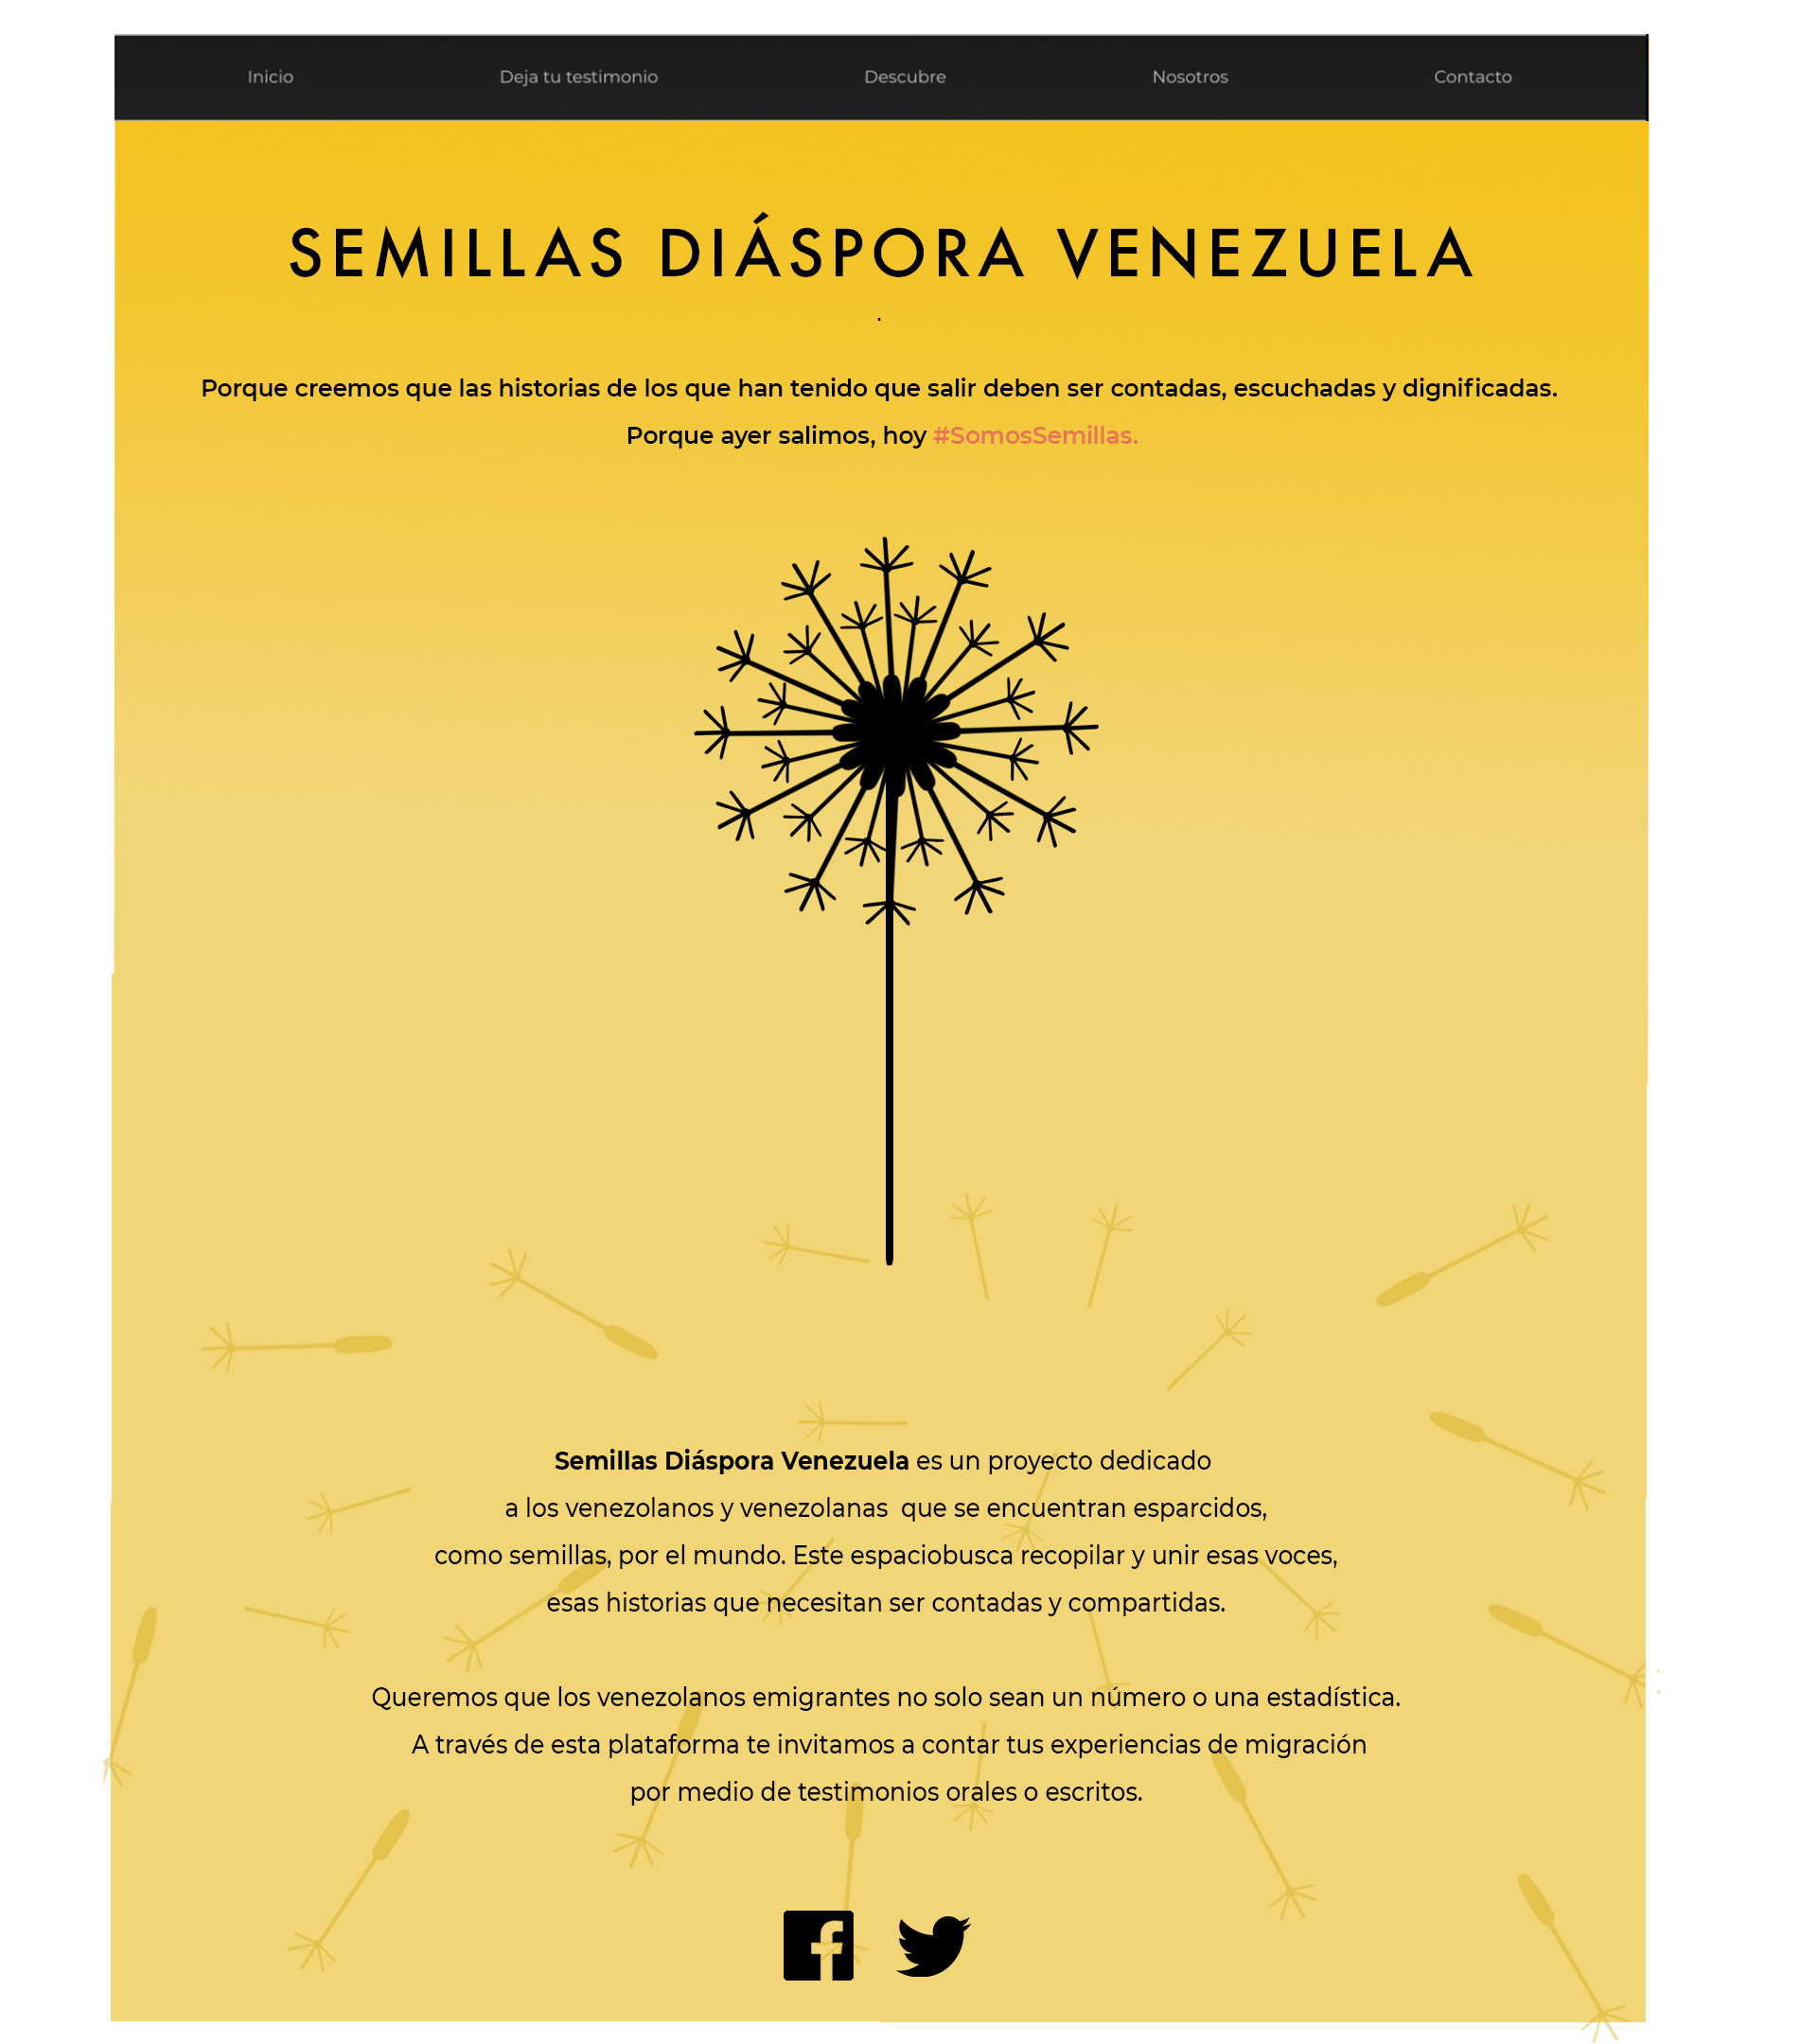 Inicio Deja tu testimonio Descubre Nosotros Contacto
SEMILLAS DIÁSPORA VENEZUELA
.
Porque creemos que las historias de los que han tenido que salir deben ser contadas, escuchadas y dignificadas.
Porque ayer salimos, hoy #SomosSemillas.
Semillas Diáspora Venezuela es un proyecto dedicado
a los venezolanos y venezolanas que se encuentran esparcidos,
como semillas, por el mundo. Este espaciobusca recopilar y unir esas voces,
esas historias que necesitan ser contadas y compartidas.
Queremos que los venezolanos emigrantes no solo sean un número o una estadística.
A través de esta plataforma te invitamos a contar tus experiencias de migración
por medio de testimonios orales o escritos.